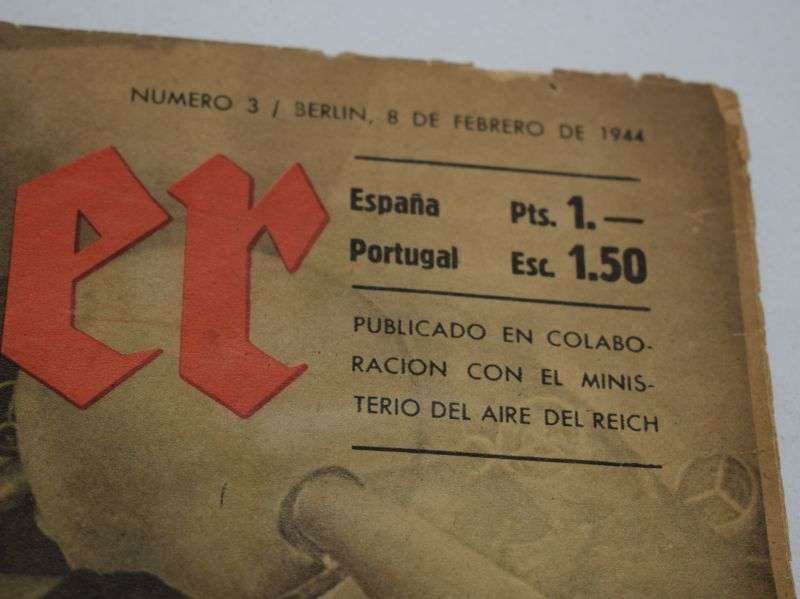 NUMERO 3 / BERLIN, 8 DE FEBRERO DE 1944
er
España Pts. 1.—
Portugal Esc. 1.50
PUBLICADO EN COLABO-
RACION CON EL MINIS-
TERIO DEL AIRE DEL REICH